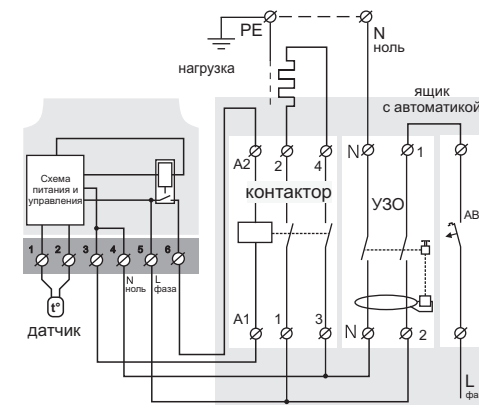 PE
N
ноль
нагрузка
ящик
с автоматикой
A2
2
4
N
1
Схема
питания и
управления
контактор
УЗО
АВ
1
2
3
4
5
6
N
ноль
L
фаза
t°
датчик
A1
1
3
N
2
L
фа